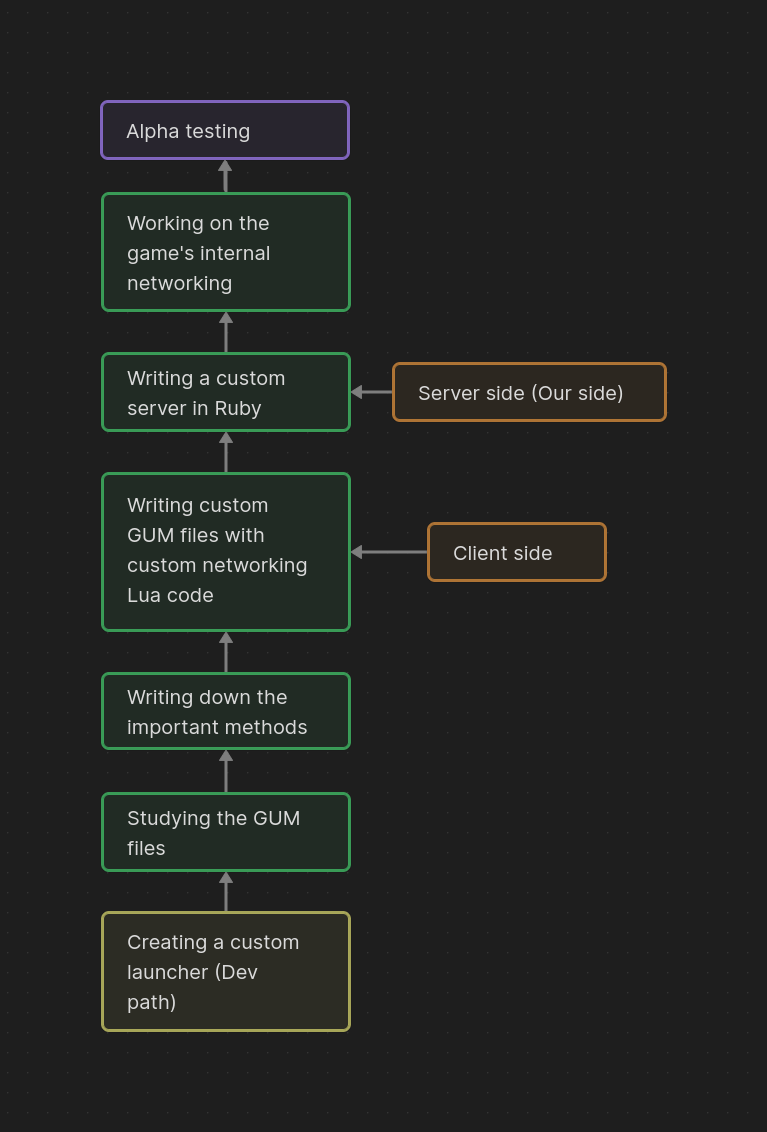 Alpha testing
Working on the
game's internal
networking
Writing a custom
server in Ruby
Server side (Our side)
Writing custom
GUM files with
custom networking
Lua code
Client side
Writing down the
important methods
Studying the GUM
files
Creating a custom
launcher (Dev
path)